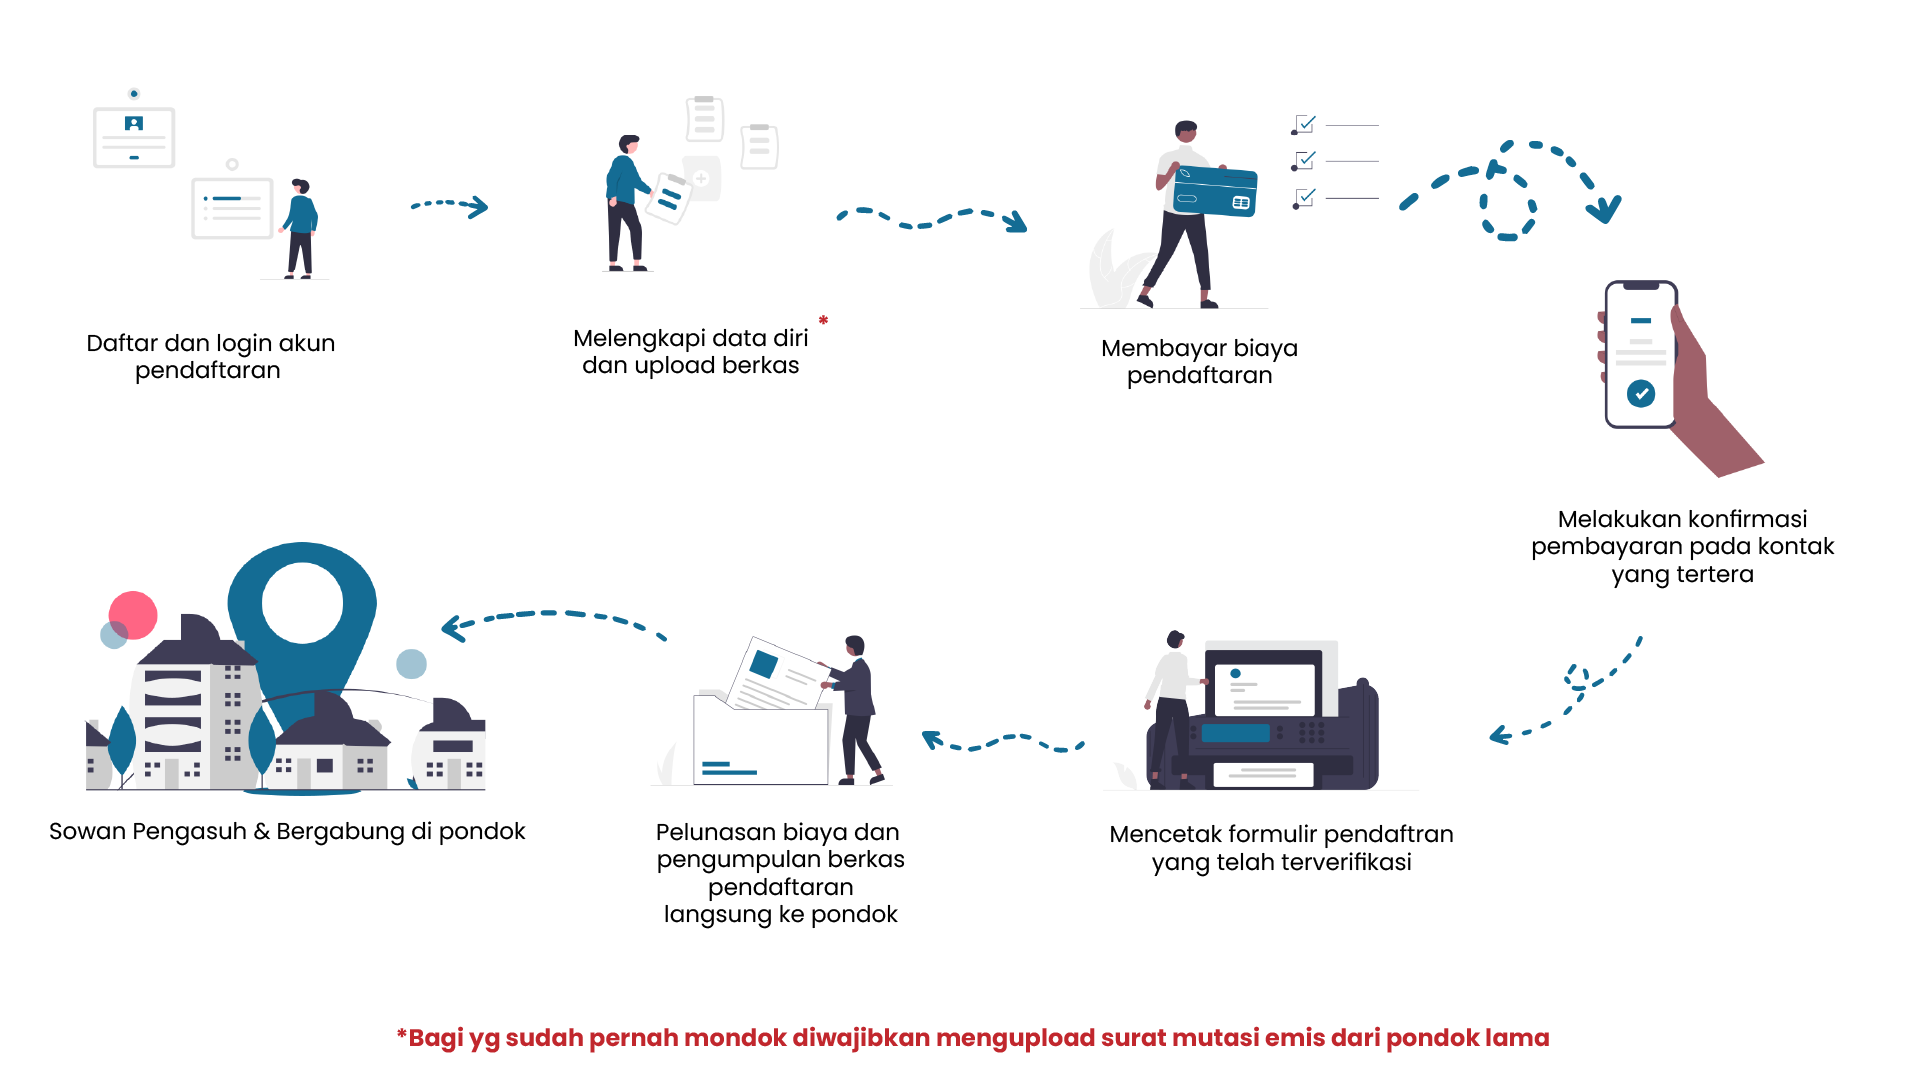 Daftar dan login akun
pendaftaran
*
Melengkapi data diri
dan upload berkas
Membayar biaya
pendaftaran
Melakukan konfirmasi
pembayaran pada kontak
yang tertera
Mencetak formulir pendaftran
yang telah terverifikasi
Pelunasan biaya dan
pengumpulan berkas
pendaftaran
langsung ke pondok
Sowan Pengasuh & Bergabung di pondok
*Bagi yg sudah pernah mondok diwajibkan mengupload surat mutasi emis dari pondok lama